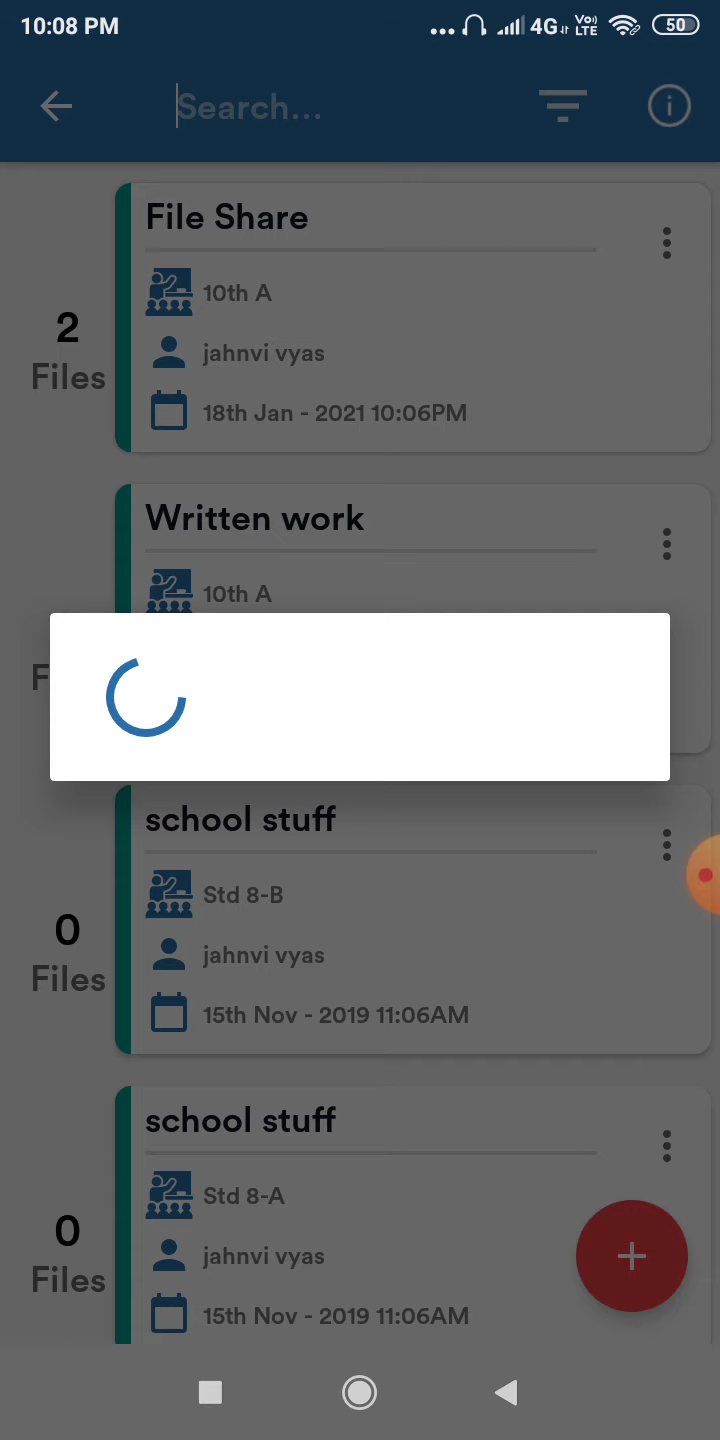 10:08 PM 4G Vo) LTE 50
Search...
File Share
10th A
2
Files
jahnvi vyas
18th Jan - 2021 10:06PM
Written work
10th A
F
school stuff
Std 8-B
0
Files
jahnvi vyas
15th Nov - 2019 11:06AM
school stuff
Std 8-A
0
Files
jahnvi vyas
15th Nov - 2019 11:06AM